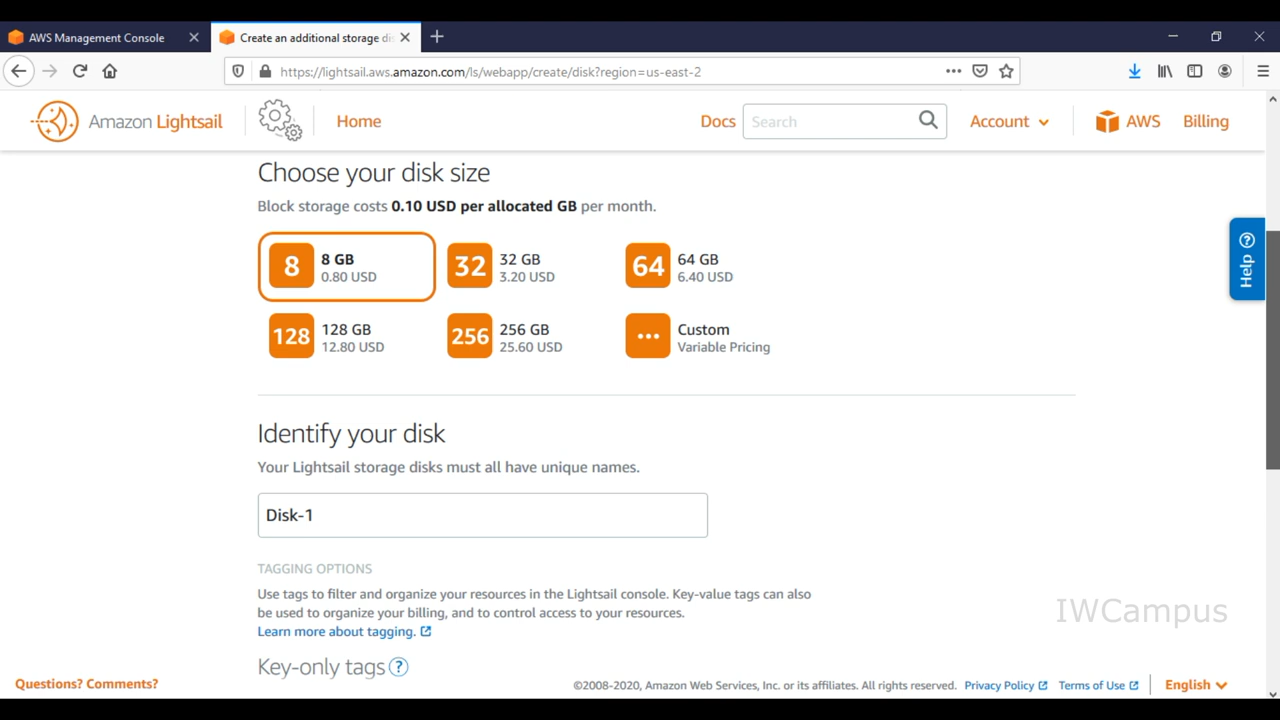 AWS Management Console
Create an additional storage dis
https://lightsail.aws.amazon.com/ls/webapp/create/disk?region=us-east-2
Amazon Lightsail
Home
Docs
Search
Account
AWS
Billing
Choose your disk size
Block storage costs 0.10 USD per allocated GB per month.
8
8 GB
0.80 USD
32
32 GB
3.20 USD
64
64 GB
6.40 USD
128
128 GB
12.80 USD
256
256 GB
25.60 USD
Custom
Variable Pricing
Help
Identify your disk
Your Lightsail storage disks must all have unique names.
Disk-1
TAGGING OPTIONS
Use tags to filter and organize your resources in the Lightsail console. Key-value tags can also
be used to organize your billing, and to control access to your resources.
Learn more about tagging.
IWCampus
Key-only tags ?
Questions? Comments?
©2008-2020, Amazon Web Services, Inc. or its affiliates. All rights reserved.
Privacy Policy
Terms of Use
English